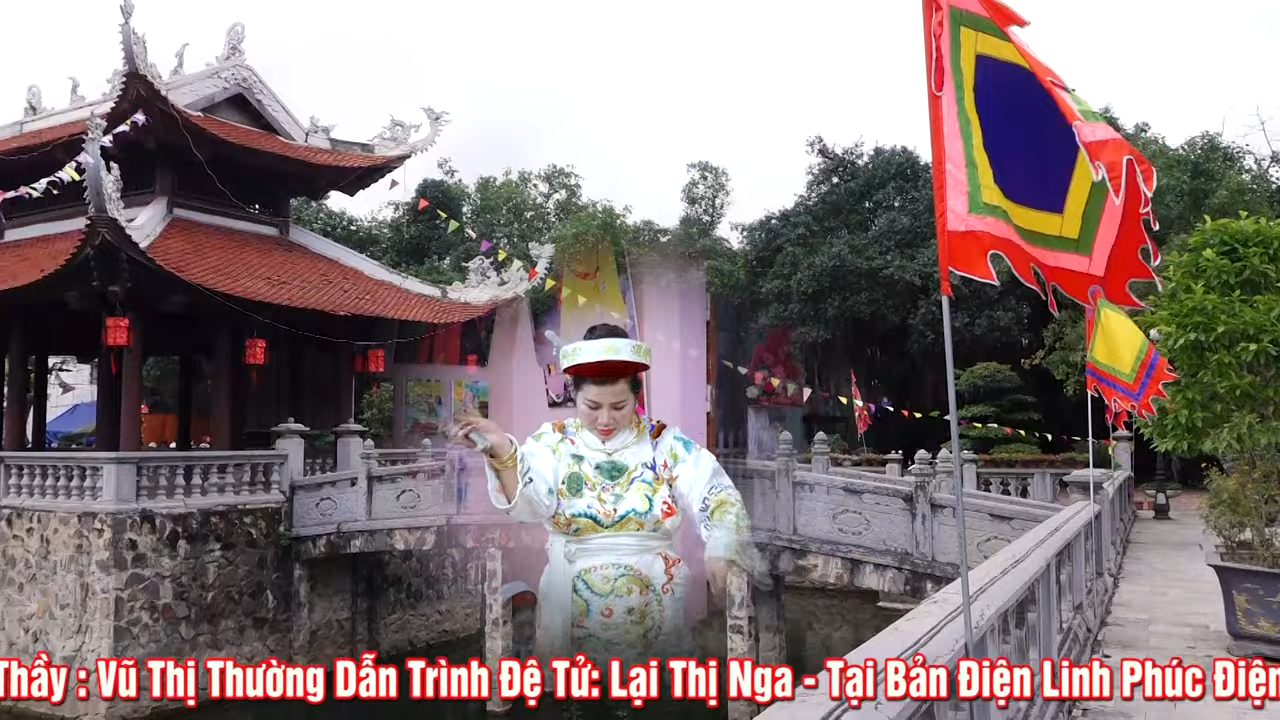 Thầy : Vũ Thị Thường Dẫn Trình Đệ Tử: Lại Thị Nga - Tại Bản Điện Linh Phúc Điện